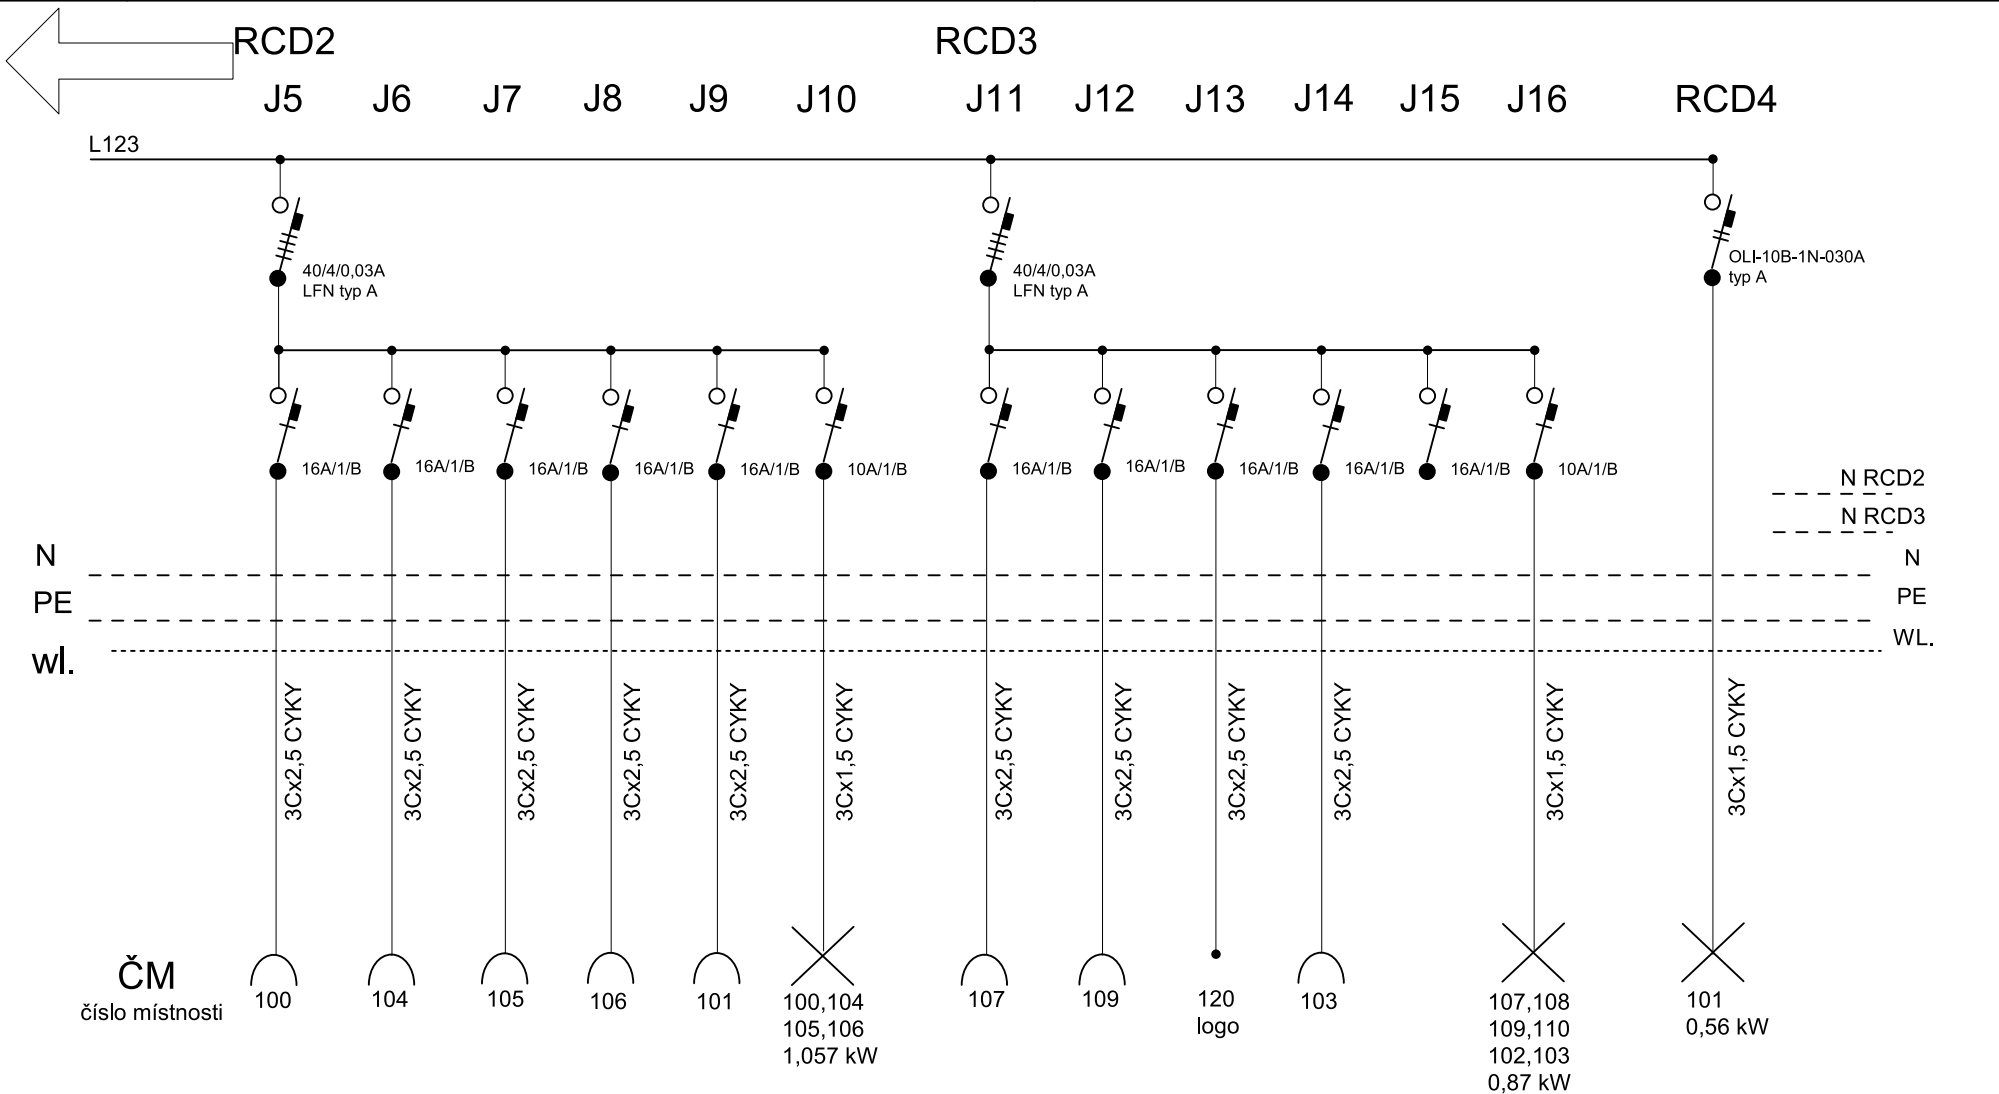 RCD2
RCD3
J5
J6
J7
J8
J9
J10
J11
J12
J13
J14
J15
J16
RCD4
L123
40/4/0,03A
LFN typ A
40/4/0,03A
LFN typ A
OLI-10B-1N-030A
typ A
16A/1/B
16A/1/B
16A/1/B
16A/1/B
16A/1/B
10A/1/B
16A/1/B
16A/1/B
16A/1/B
16A/1/B
16A/1/B
10A/1/B
N RCD2
N RCD3
N
N
PE
PE
wl.
WL.
3Cx2,5 CYKY
3Cx2,5 CYKY
3Cx2,5 CYKY
3Cx2,5 CYKY
3Cx2,5 CYKY
3Cx1,5 CYKY
3Cx2,5 CYKY
3Cx2,5 CYKY
3Cx2,5 CYKY
3Cx2,5 CYKY
3Cx1,5 CYKY
3Cx1,5 CYKY
ČM
číslo místnosti
100
104
105
106
101
100,104
105,106
1,057 kW
107
109
120
logo
103
107,108
109,110
102,103
0,87 kW
101
0,56 kW